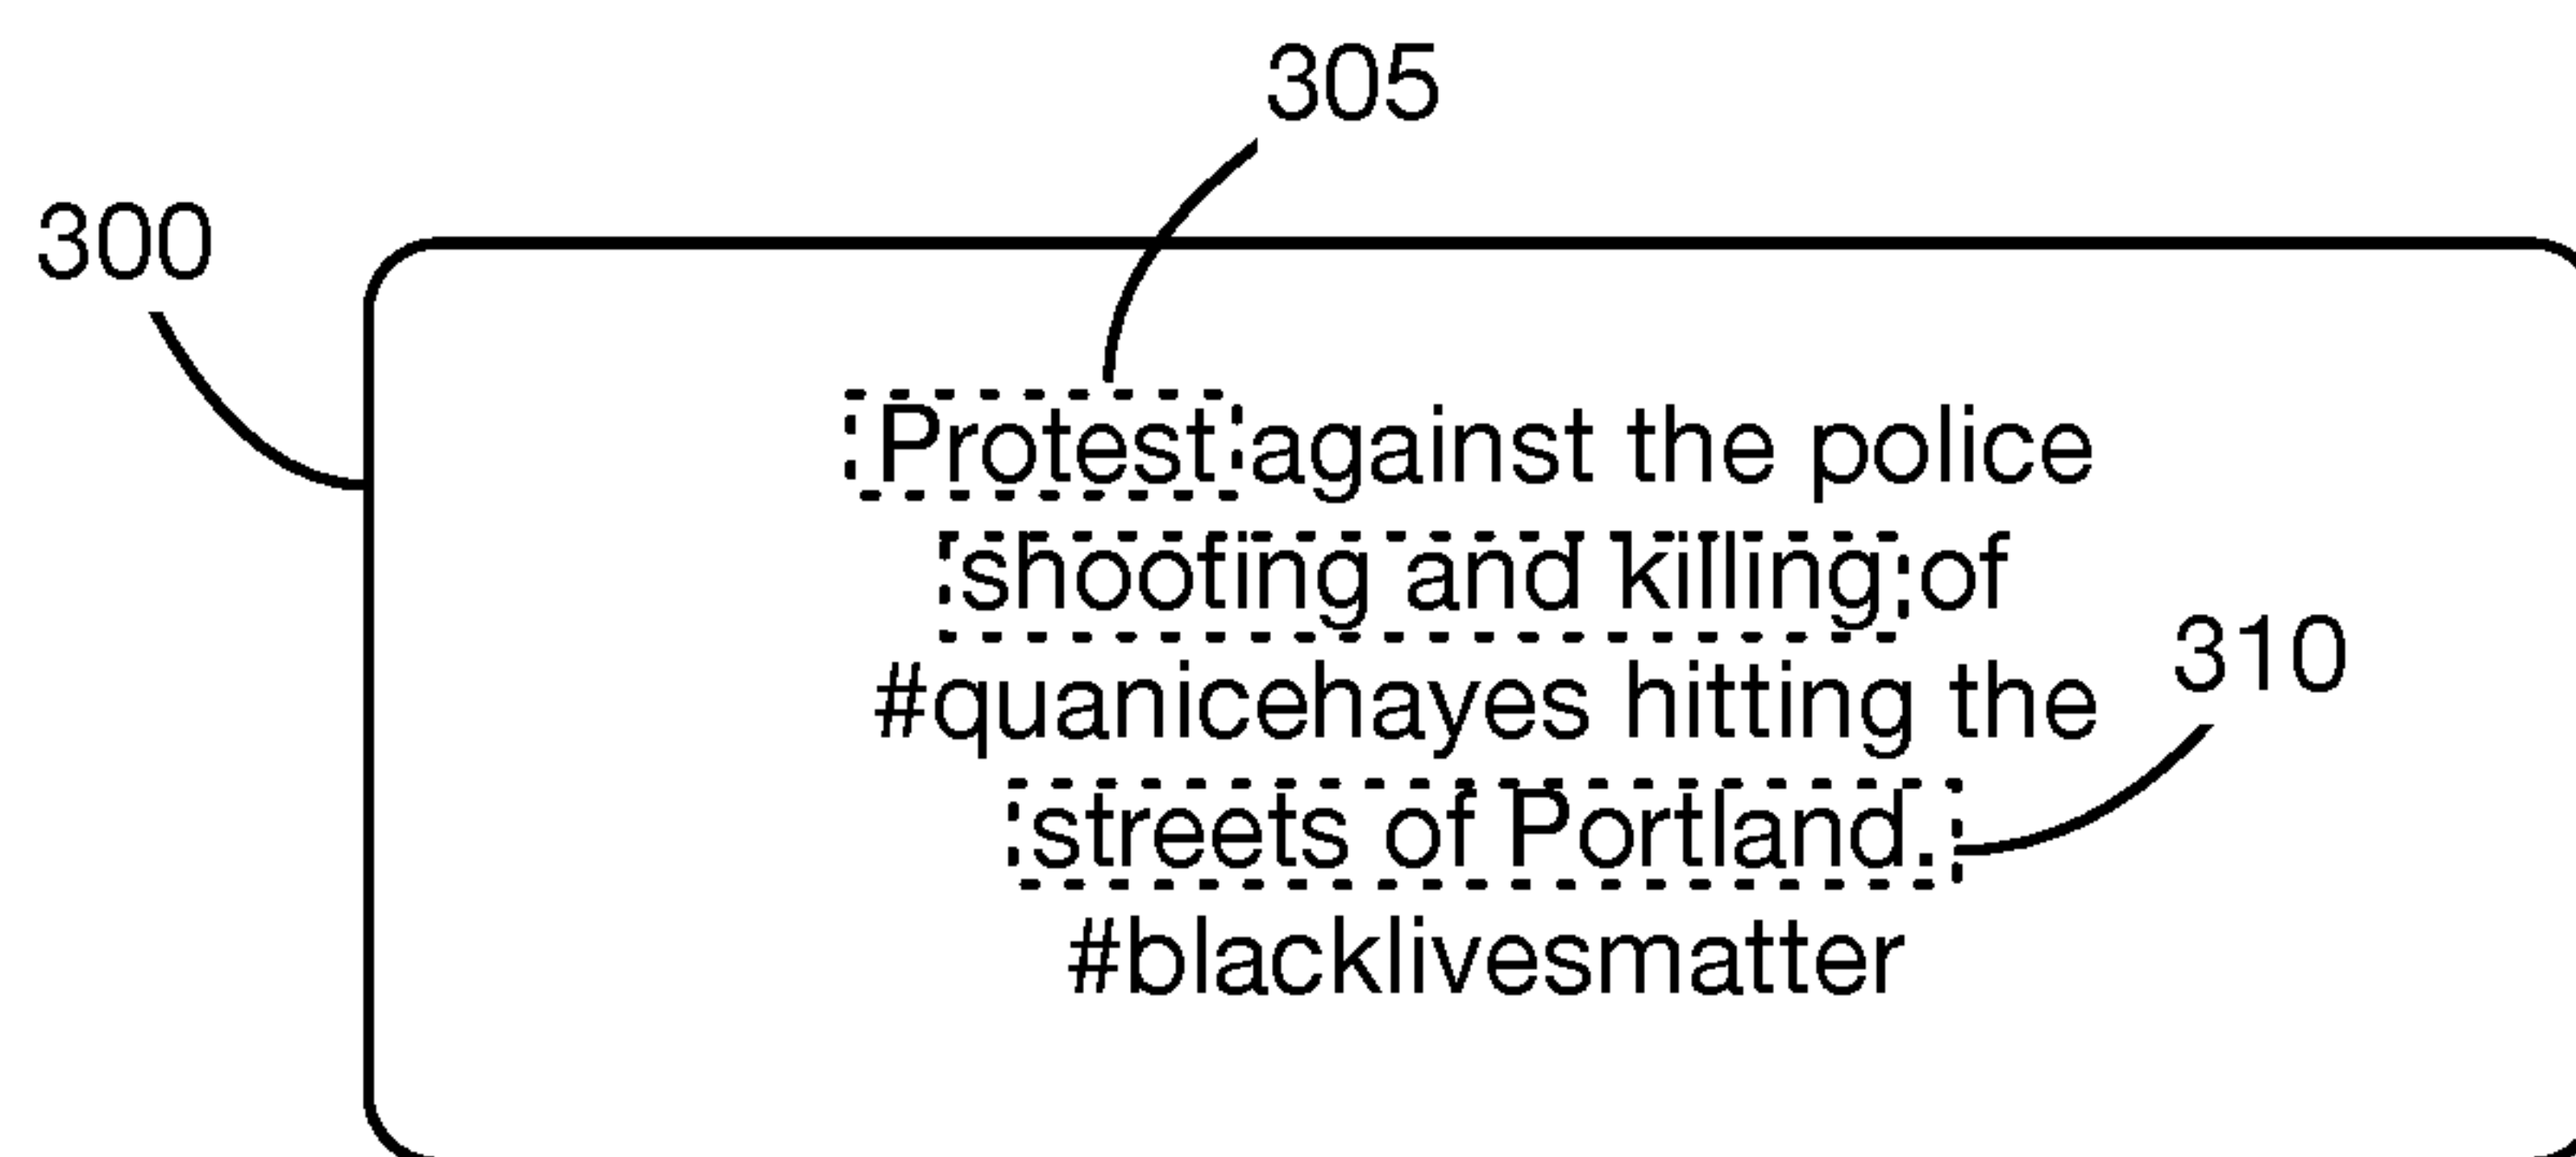 305
300
Protest against the police
shooting and killing of
#quanicehayes hitting the
310
streets of Portland.
#blacklivesmatter